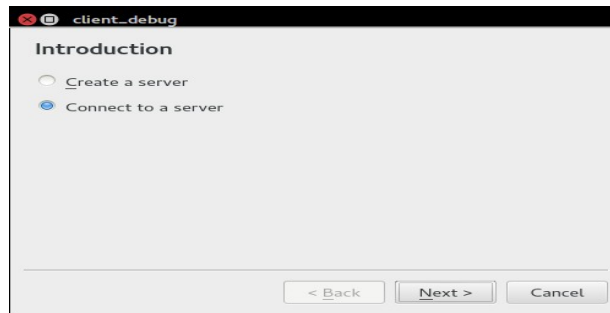 client_debug
Introduction
Create a server
Connect to a server
< Back Next > Cancel